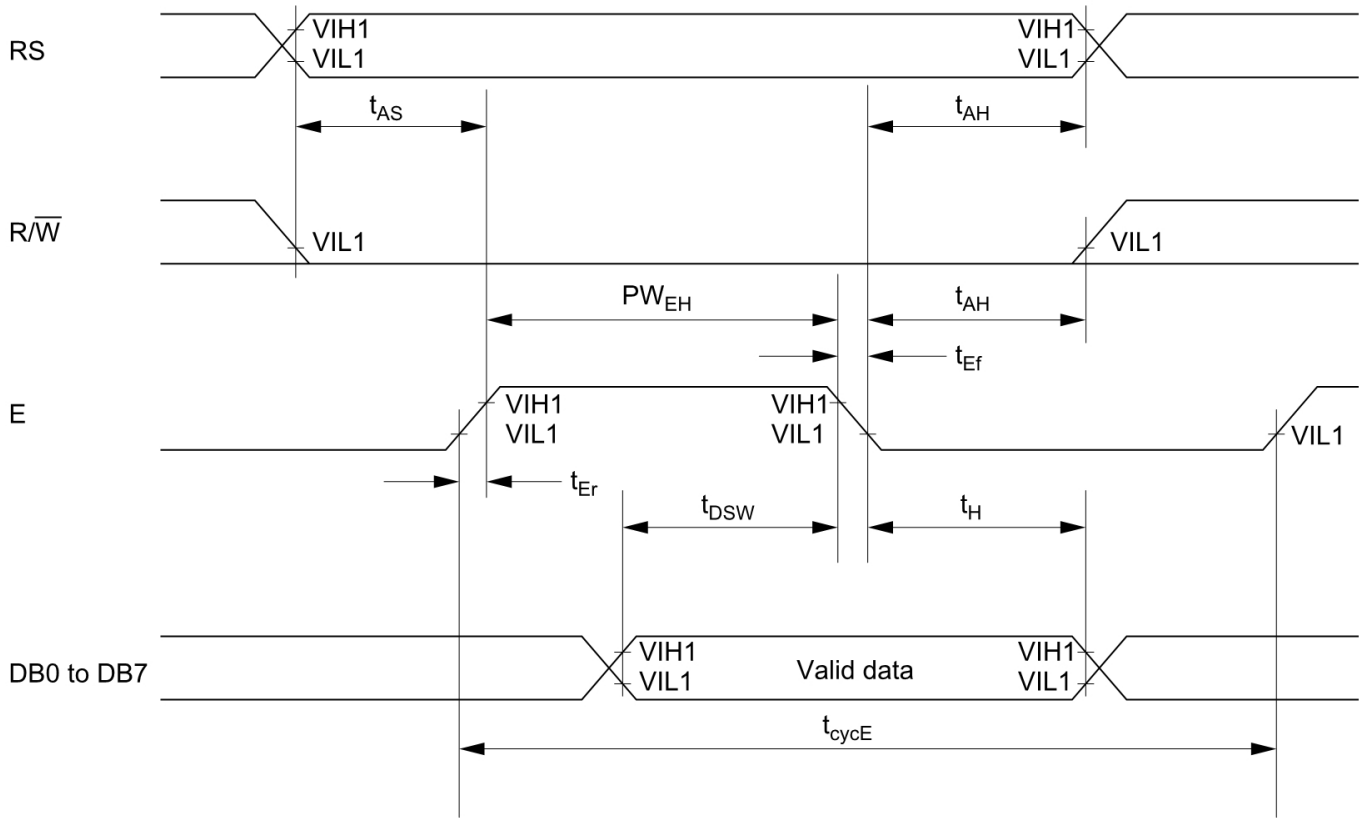 RS
VIH1
VIL1
VIH1
VIL1
tAS
tAH
R/W̅
VIL1
VIL1
PWEH
tAH
tEf
E
VIH1
VIL1
VIH1
VIL1
VIL1
tEr
tDSW
tH
DB0 to DB7
VIH1
VIL1
Valid data
VIH1
VIL1
tcycE